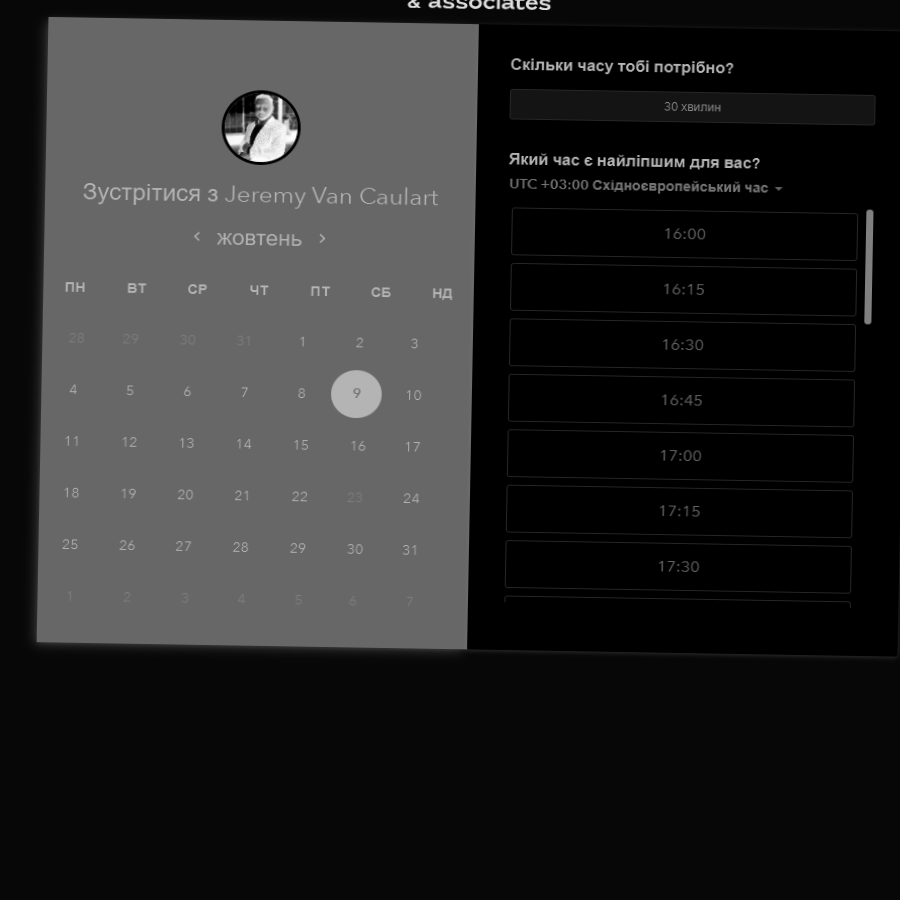 & associates
Зустрітися з Jeremy Van Caulart
жовтень
ПН ВТ СР ЧТ ПТ СБ НД
28 29 30 31 1 2 3
4 5 6 7 8 9 10
11 12 13 14 15 16 17
18 19 20 21 22 23 24
25 26 27 28 29 30 31
1 2 3 4 5 6 7
Скільки часу тобі потрібно?
30 хвилин
Який час є найліпшим для вас?
UTC +03:00 Східноєвропейський час
16:00
16:15
16:30
16:45
17:00
17:15
17:30